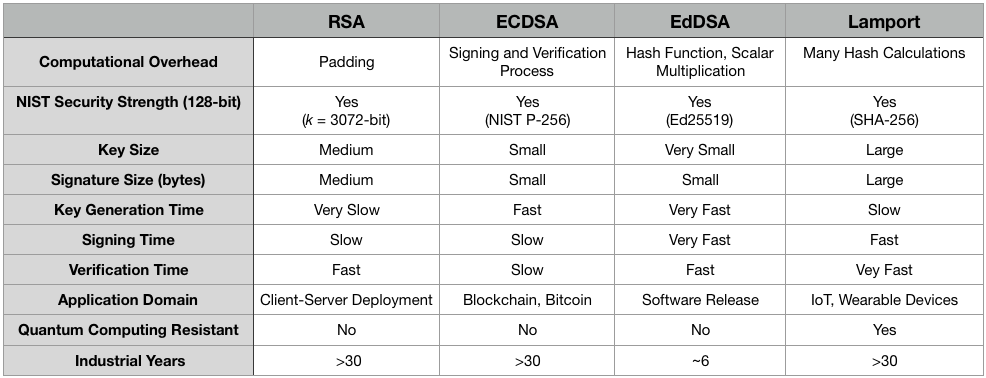 RSA ECDSA EdDSA Lamport
Computational Overhead Padding Signing and Verification Process Hash Function, Scalar Multiplication Many Hash Calculations
NIST Security Strength (128-bit) Yes (k = 3072-bit) Yes (NIST P-256) Yes (Ed25519) Yes (SHA-256)
Key Size Medium Small Very Small Large
Signature Size (bytes) Medium Small Small Large
Key Generation Time Very Slow Fast Very Fast Slow
Signing Time Slow Slow Very Fast Fast
Verification Time Fast Slow Fast Vey Fast
Application Domain Client-Server Deployment Blockchain, Bitcoin Software Release IoT, Wearable Devices
Quantum Computing Resistant No No No Yes
Industrial Years >30 >30 ~6 >30